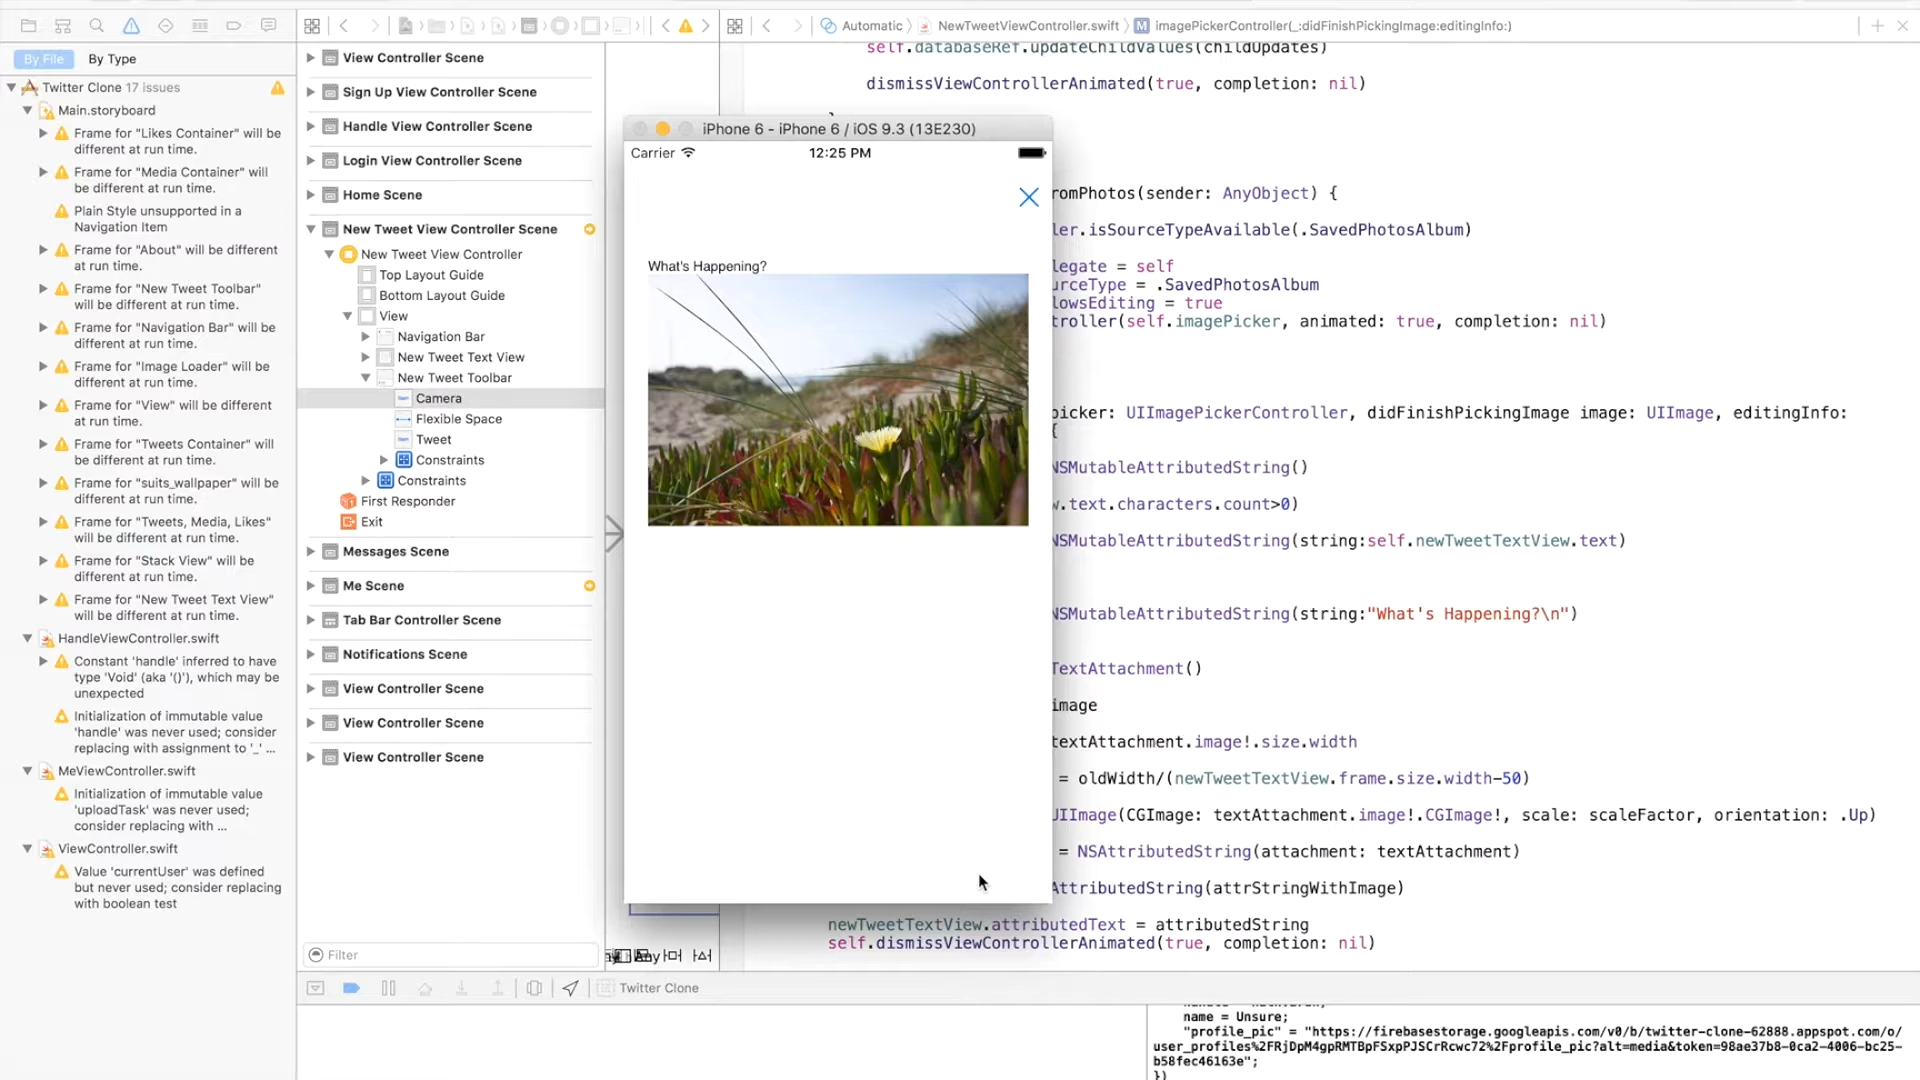 Automatic
NewTweetViewController.swift
M
imagePickerController(_:didFinishPickingImage:editingInfo:)
By File
By Type
Twitter Clone 17 issues
Main.storyboard
Frame for "Likes Container" will be
different at run time.
Frame for "Media Container" will
be different at run time.
Plain Style unsupported in a
Navigation Item
Frame for "About" will be different
at run time.
Frame for "New Tweet Toolbar"
will be different at run time.
Frame for "Navigation Bar" will be
different at run time.
Frame for "Image Loader" will be
different at run time.
Frame for "View" will be different
at run time.
Frame for "Tweets Container" will
be different at run time.
Frame for "suits_wallpaper" will be
different at run time.
Frame for "Tweets, Media, Likes"
will be different at run time.
Frame for "Stack View" will be
different at run time.
Frame for "New Tweet Text View"
will be different at run time.
HandleViewController.swift
Constant 'handle' inferred to have
type 'Void' (aka '()'), which may be
unexpected
Initialization of immutable value
'handle' was never used; consider
replacing with assignment to '_' ...
MeViewController.swift
Initialization of immutable value
'uploadTask' was never used;
consider replacing with ...
ViewController.swift
Value 'currentUser' was defined
but never used; consider replacing
with boolean test
View Controller Scene
Sign Up View Controller Scene
Handle View Controller Scene
Login View Controller Scene
Home Scene
New Tweet View Controller Scene
New Tweet View Controller
Top Layout Guide
Bottom Layout Guide
View
Navigation Bar
New Tweet Text View
New Tweet Toolbar
Camera
Flexible Space
Tweet
Constraints
Constraints
First Responder
Exit
Messages Scene
Me Scene
Tab Bar Controller Scene
Notifications Scene
View Controller Scene
View Controller Scene
View Controller Scene
Filter
Any
iPhone 6 - iPhone 6 / iOS 9.3 (13E230)
Carrier
12:25 PM
What's Happening?
self.databaseRef.updateChildValues(childUpdates)
dismissViewControllerAnimated(true, completion: nil)
romPhotos(sender: AnyObject) {
ler.isSourceTypeAvailable(.SavedPhotosAlbum)
legate = self
urceType = .SavedPhotosAlbum
lowsEditing = true
troller(self.imagePicker, animated: true, completion: nil)
picker: UIImagePickerController, didFinishPickingImage image: UIImage, editingInfo:
{
NSMutableAttributedString()
w.text.characters.count>0)
NSMutableAttributedString(string:self.newTweetTextView.text)
NSMutableAttributedString(string:"What's Happening?\n")
TextAttachment()
image
textAttachment.image!.size.width
= oldWidth/(newTweetTextView.frame.size.width-50)
UIImage(CGImage: textAttachment.image!.CGImage!, scale: scaleFactor, orientation: .Up)
= NSAttributedString(attachment: textAttachment)
AttributedString(attrStringWithImage)
newTweetTextView.attributedText = attributedString
self.dismissViewControllerAnimated(true, completion: nil)
Twitter Clone
name = Unsure;
"profile_pic" = "https://firebasestorage.googleapis.com/v0/b/twitter-clone-62888.appspot.com/o/
user_profiles%2FRjDpM4gpRMTBpFSxpPJSCrRcwc72%2Fprofile_pic?alt=media&token=98ae37b8-0ca2-4006-bc25-
b58fec46163e";
})